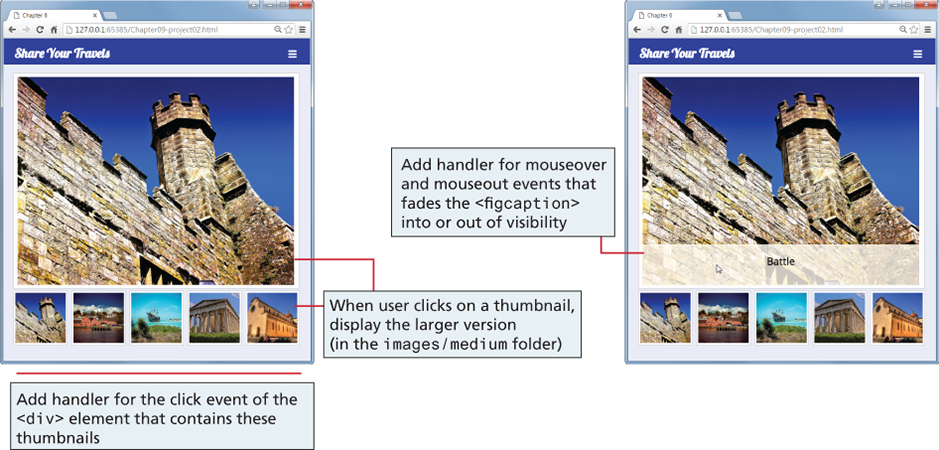 Chapter 6
127.0.0.1:65385/Chapter09-project02.html
Share Your Travels
Chapter 6
127.0.0.1:65385/Chapter09-project02.html
Share Your Travels
Add handler for mouseover
and mouseout events that
fades the <figcaption>
into or out of visibility
Battle
When user clicks on a thumbnail,
display the larger version
(in the images/medium folder)
Add handler for the click event of the
<div> element that contains these
thumbnails